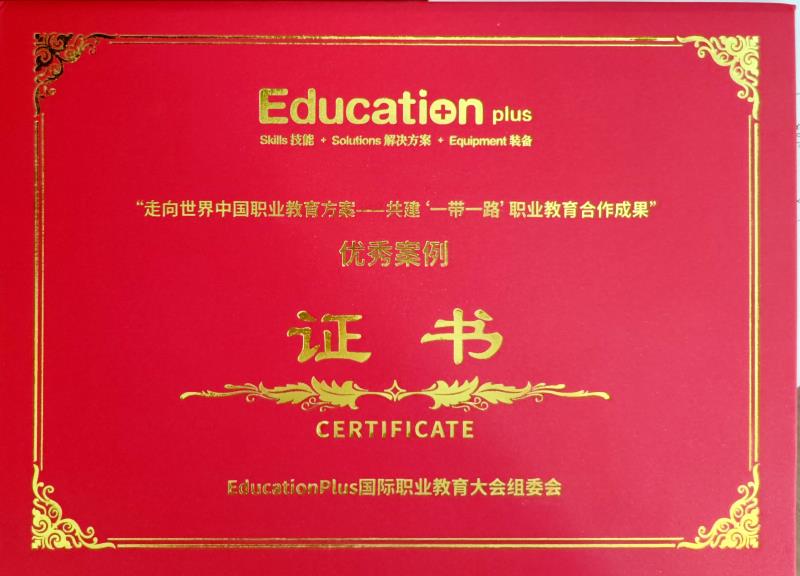 Education plus
Skills 技能 + Solutions 解决方案 + Equipment 装备
“走向世界中国职业教育方案——共建‘一带一路’职业教育合作成果”
优秀案例
证书
CERTIFICATE
EducationPlus国际职业教育大会组委会